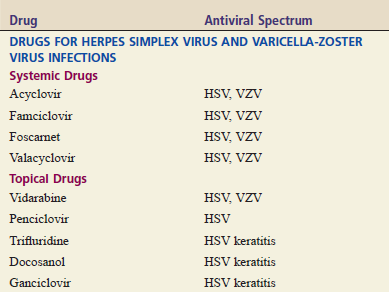 Drug Antiviral Spectrum
DRUGS FOR HERPES SIMPLEX VIRUS AND VARICELLA-ZOSTER
VIRUS INFECTIONS
Systemic Drugs
Acyclovir HSV, VZV
Famciclovir HSV, VZV
Foscarnet HSV, VZV
Valacyclovir HSV, VZV
Topical Drugs
Vidarabine HSV, VZV
Penciclovir HSV
Trifluridine HSV keratitis
Docosanol HSV keratitis
Ganciclovir HSV keratitis